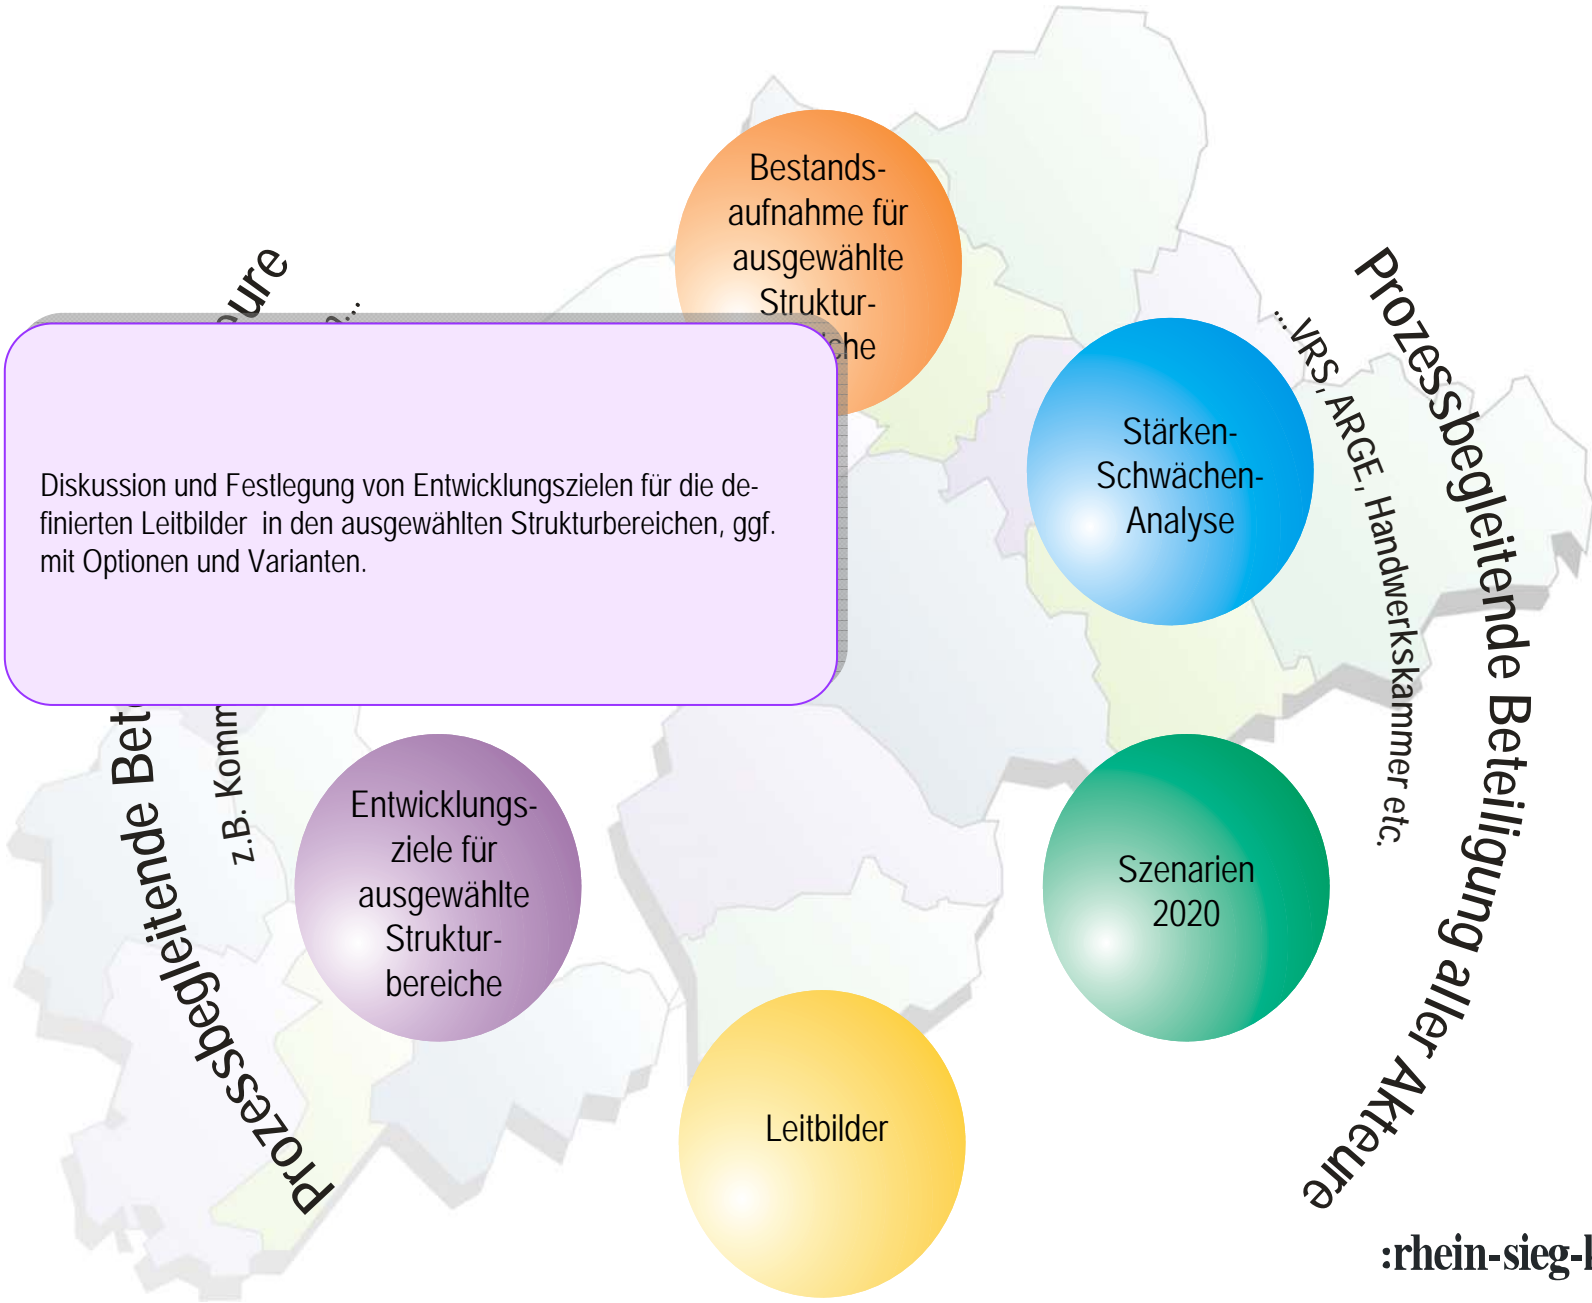 Bestands-
aufnahme für
ausgewählte
Struktur-
Diskussion und Festlegung von Entwicklungszielen für die de-
finierten Leitbilder in den ausgewählten Strukturbereichen, ggf.
mit Optionen und Varianten.
Stärken-
Schwächen-
Analyse
Szenarien
2020
Leitbilder
Entwicklungs-
ziele für
ausgewählte
Struktur-
bereiche
Prozessbegleitende
z.B.
...VRS, ARGE, Handwerkskammer etc.
Prozessbegleitende Beteiligung aller Akteure
:rhein-sieg-